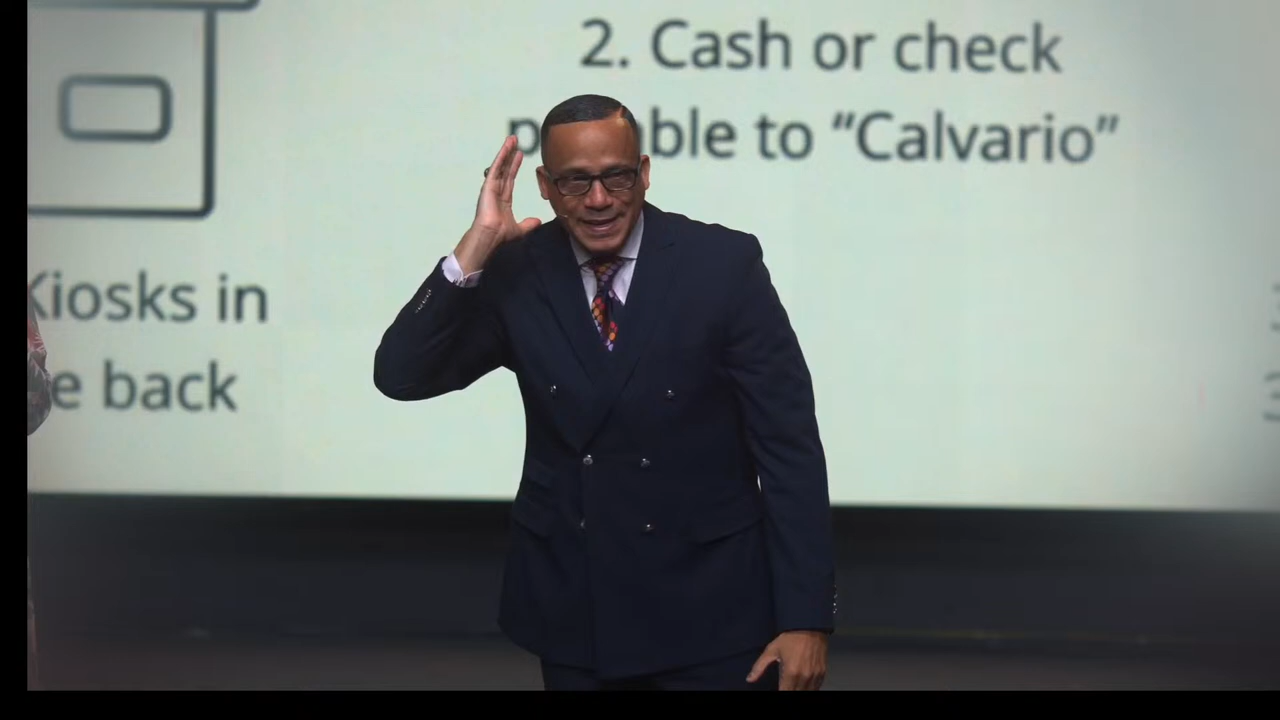 2. Cash or check
to “Calvario”
Kiosks in
back